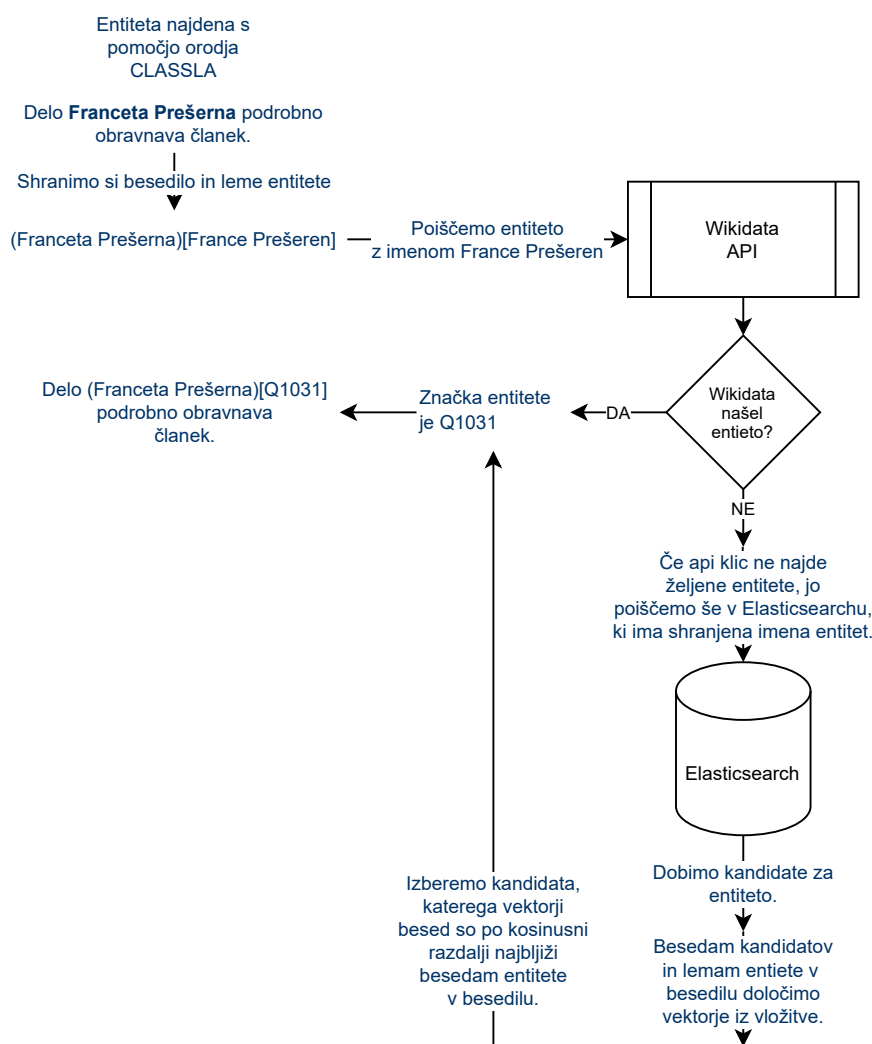 Entiteta najdena s
pomočjo orodja
CLASSLA
Delo Franceta Prešerna podrobno
obravnava članek.
Shranimo si besedilo in leme entitete
(Franceta Prešerna)[France Prešeren]
Poiščemo entiteto
z imenom France Prešeren
Wikidata
API
Wikidata
našel
entieto?
DA
Značka entitete
je Q1031
Delo (Franceta Prešerna)[Q1031]
podrobno obravnava
članek.
NE
Če api klic ne najde
željene entitete, jo
poiščemo še v Elasticsearchu,
ki ima shranjena imena entitet.
Elasticsearch
Dobimo kandidate za
entiteto.
Besedam kandidatov
in lemam entiete v
besedilu določimo
vektorje iz vložitve.
Izberemo kandidata,
katerega vektorji
besed so po kosinusni
razdalji najbljiži
besedam entitete
v besedilu.